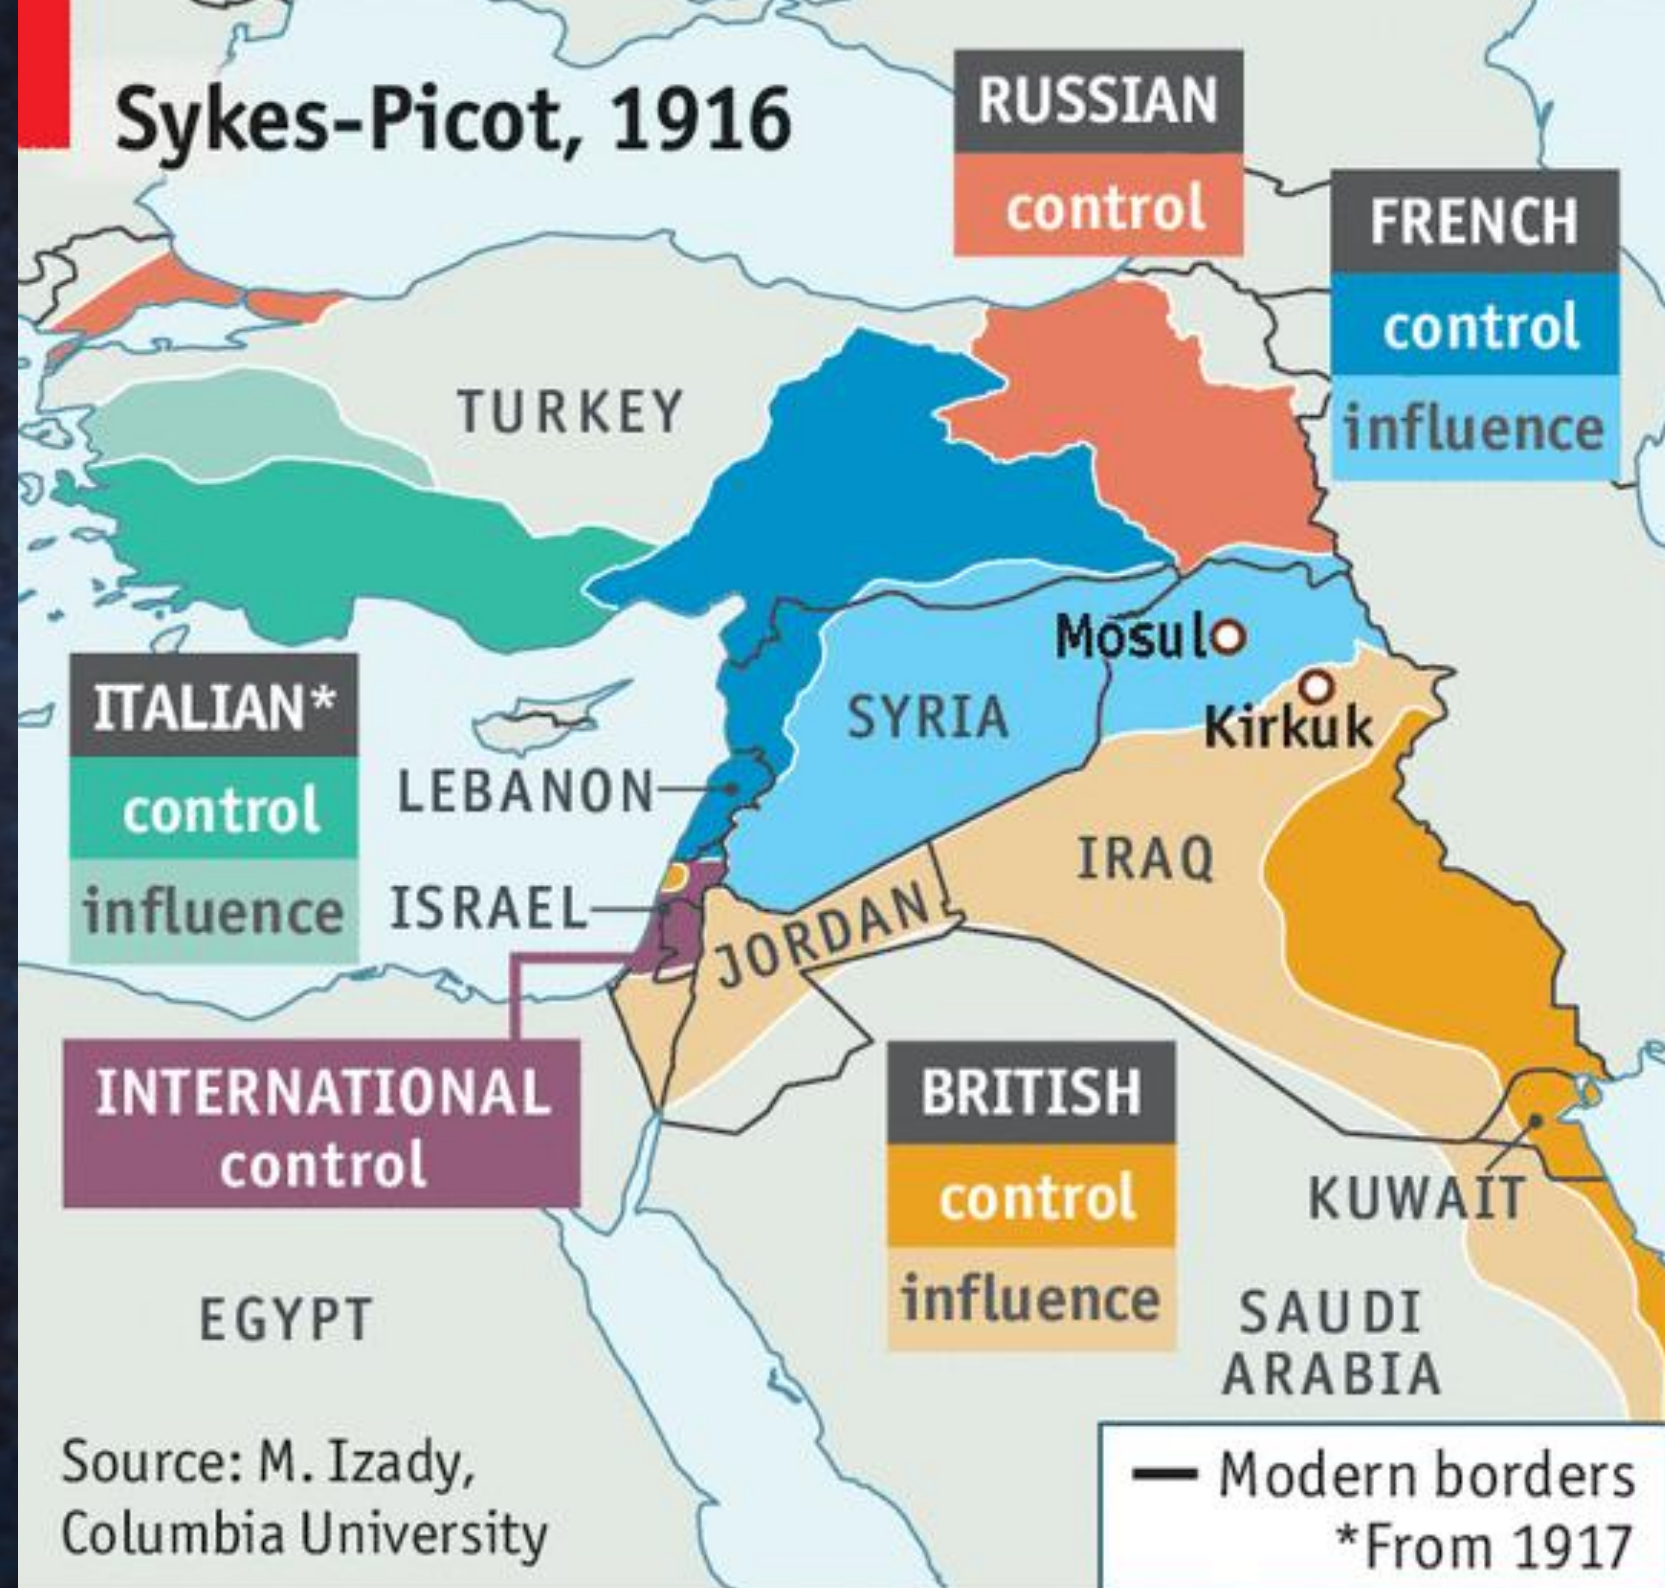 Sykes-Picot, 1916
RUSSIAN
control
FRENCH
control
influence
TURKEY
Mosul
Kirkuk
SYRIA
ITALIAN*
control
influence
LEBANON
ISRAEL
IRAQ
JORDAN
INTERNATIONAL
control
BRITISH
control
influence
KUWAIT
EGYPT
SAUDI
ARABIA
Source: M. Izady,
Columbia University
Modern borders
*From 1917